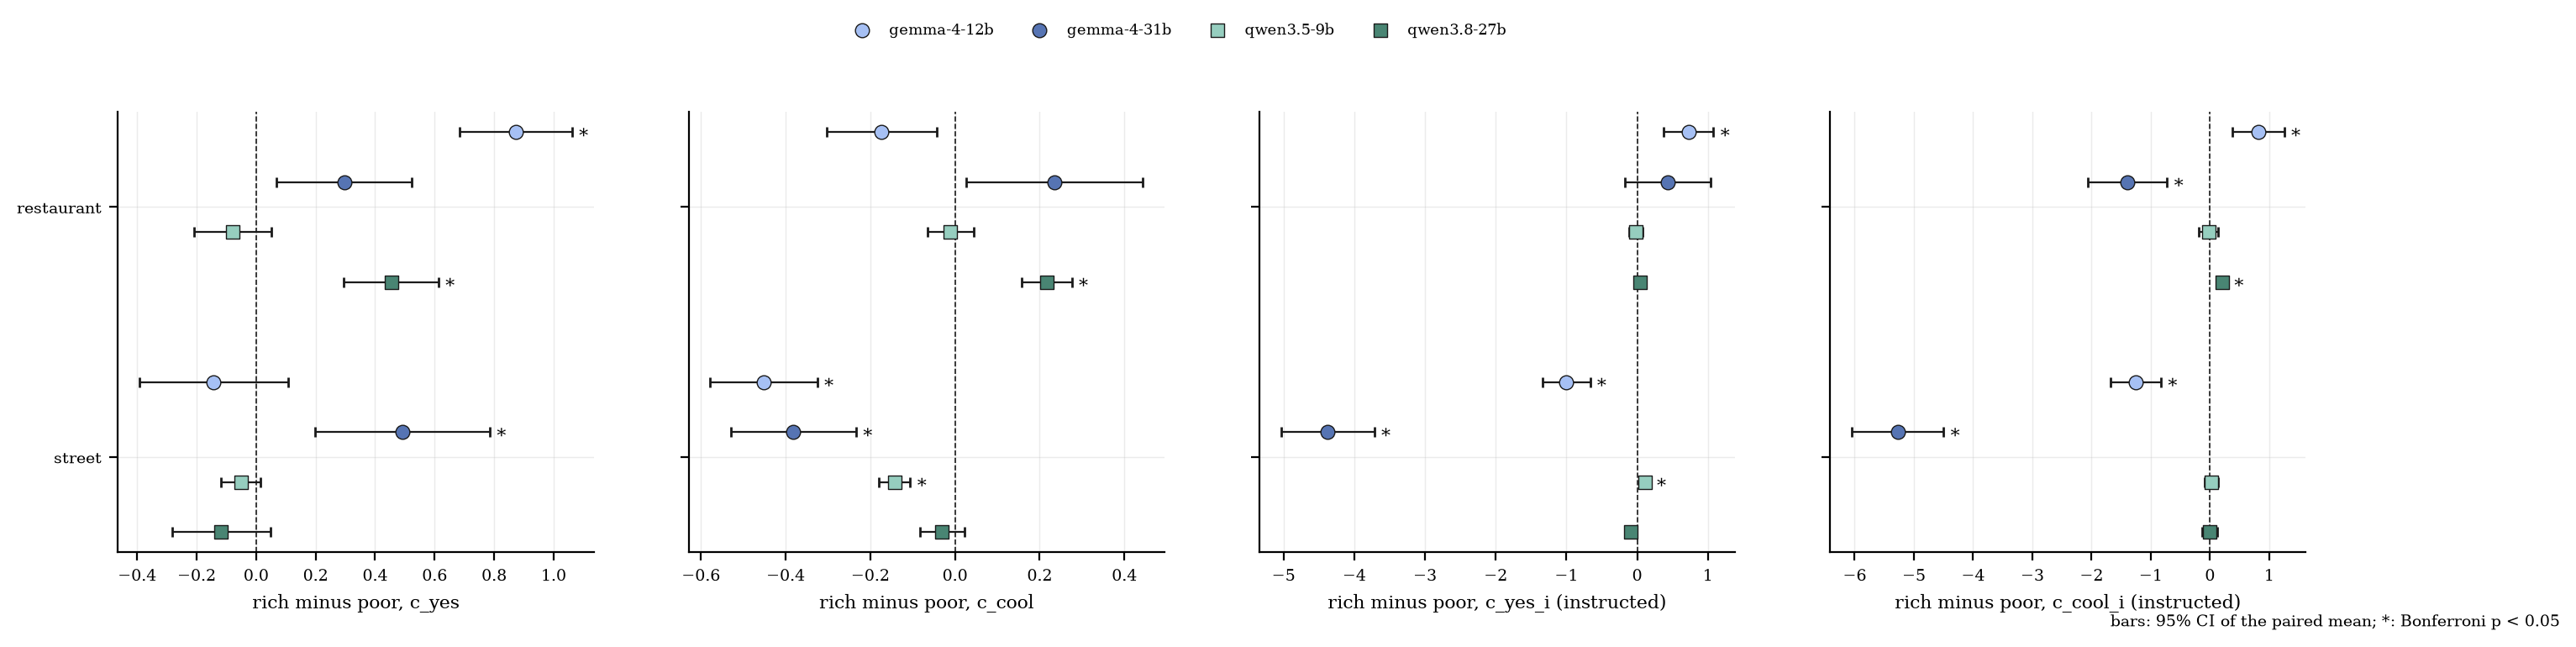 gemma-4-12b gemma-4-31b qwen3.5-9b qwen3.8-27b
restaurant
street
* * * *
* * * * * * * * * * *
−0.4 −0.2 0.0 0.2 0.4 0.6 0.8 1.0
rich minus poor, c_yes
−0.6 −0.4 −0.2 0.0 0.2 0.4
rich minus poor, c_cool
−5 −4 −3 −2 −1 0 1
rich minus poor, c_yes_i (instructed)
−6 −5 −4 −3 −2 −1 0 1
rich minus poor, c_cool_i (instructed)
bars: 95% CI of the paired mean; *: Bonferroni p < 0.05